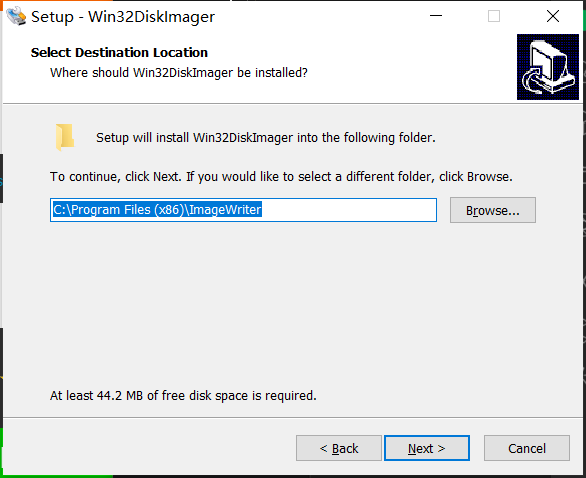 Setup - Win32DiskImager
Select Destination Location
Where should Win32DiskImager be installed?
Setup will install Win32DiskImager into the following folder.
To continue, click Next. If you would like to select a different folder, click Browse.
C:\Program Files (x86)\ImageWriter
Browse...
At least 44.2 MB of free disk space is required.
< Back
Next >
Cancel